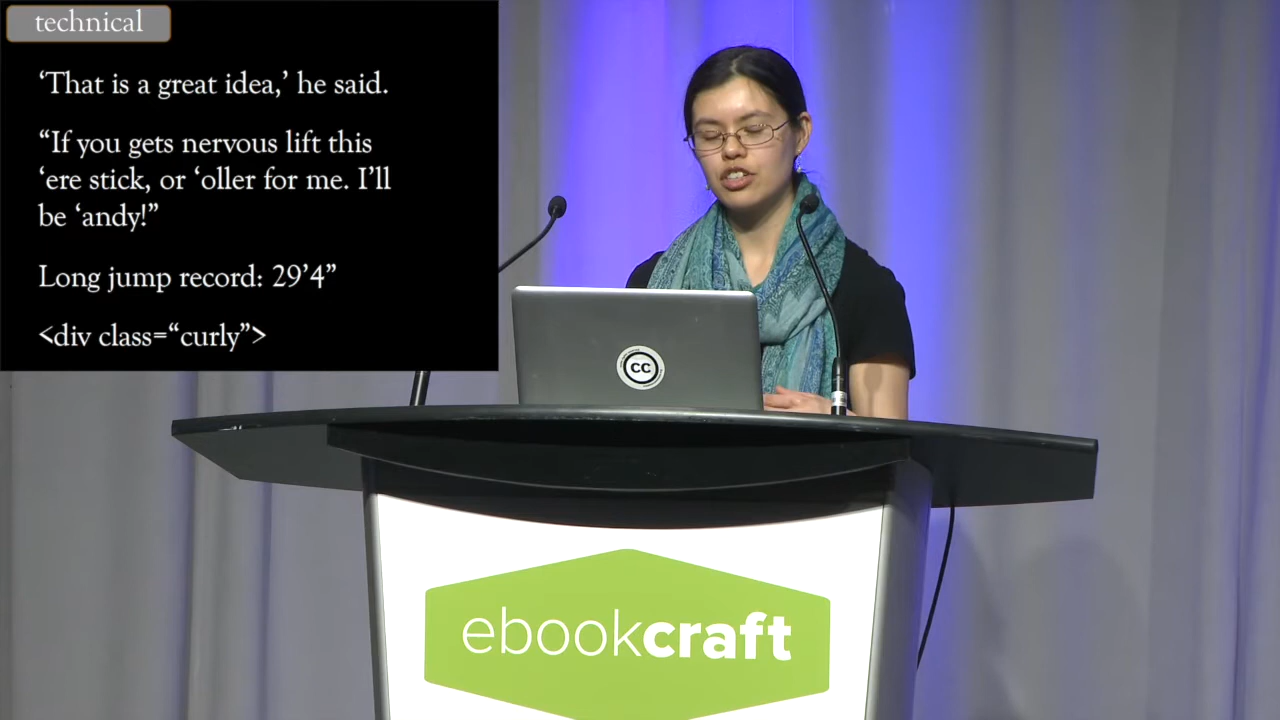 technical
‘That is a great idea,’ he said.
“If you gets nervous lift this
‘ere stick, or ‘oller for me. I’ll
be ‘andy!”
Long jump record: 29’4”
<div class=“curly”>
CC
ebookcraft